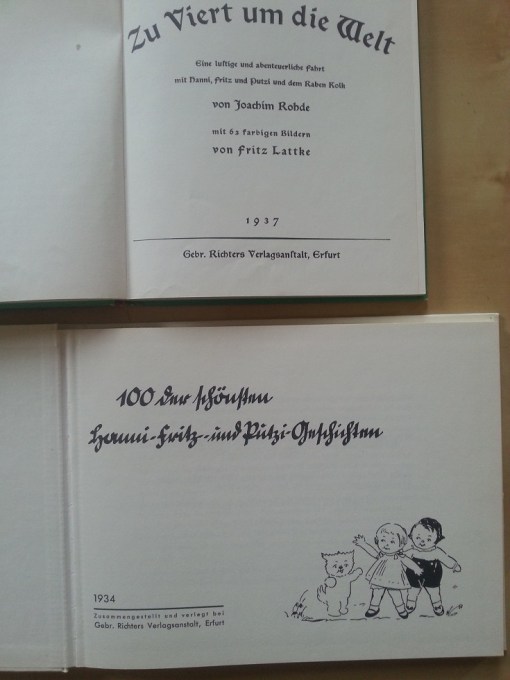 Zu Viert um die Welt
Eine lustige und abenteuerliche Fahrt
mit Hanni, Fritz und Putzi und dem Raben Kolk
von Joachim Rohde
mit 62 farbigen Bildern
von Fritz Lattke
1937
Gebr. Richters Verlagsanstalt, Erfurt
100 der schönsten
Hanni-Fritz-und Putzi-Geschichten
1934
Zusammengestellt und verlegt bei
Gebr. Richters Verlagsanstalt, Erfurt